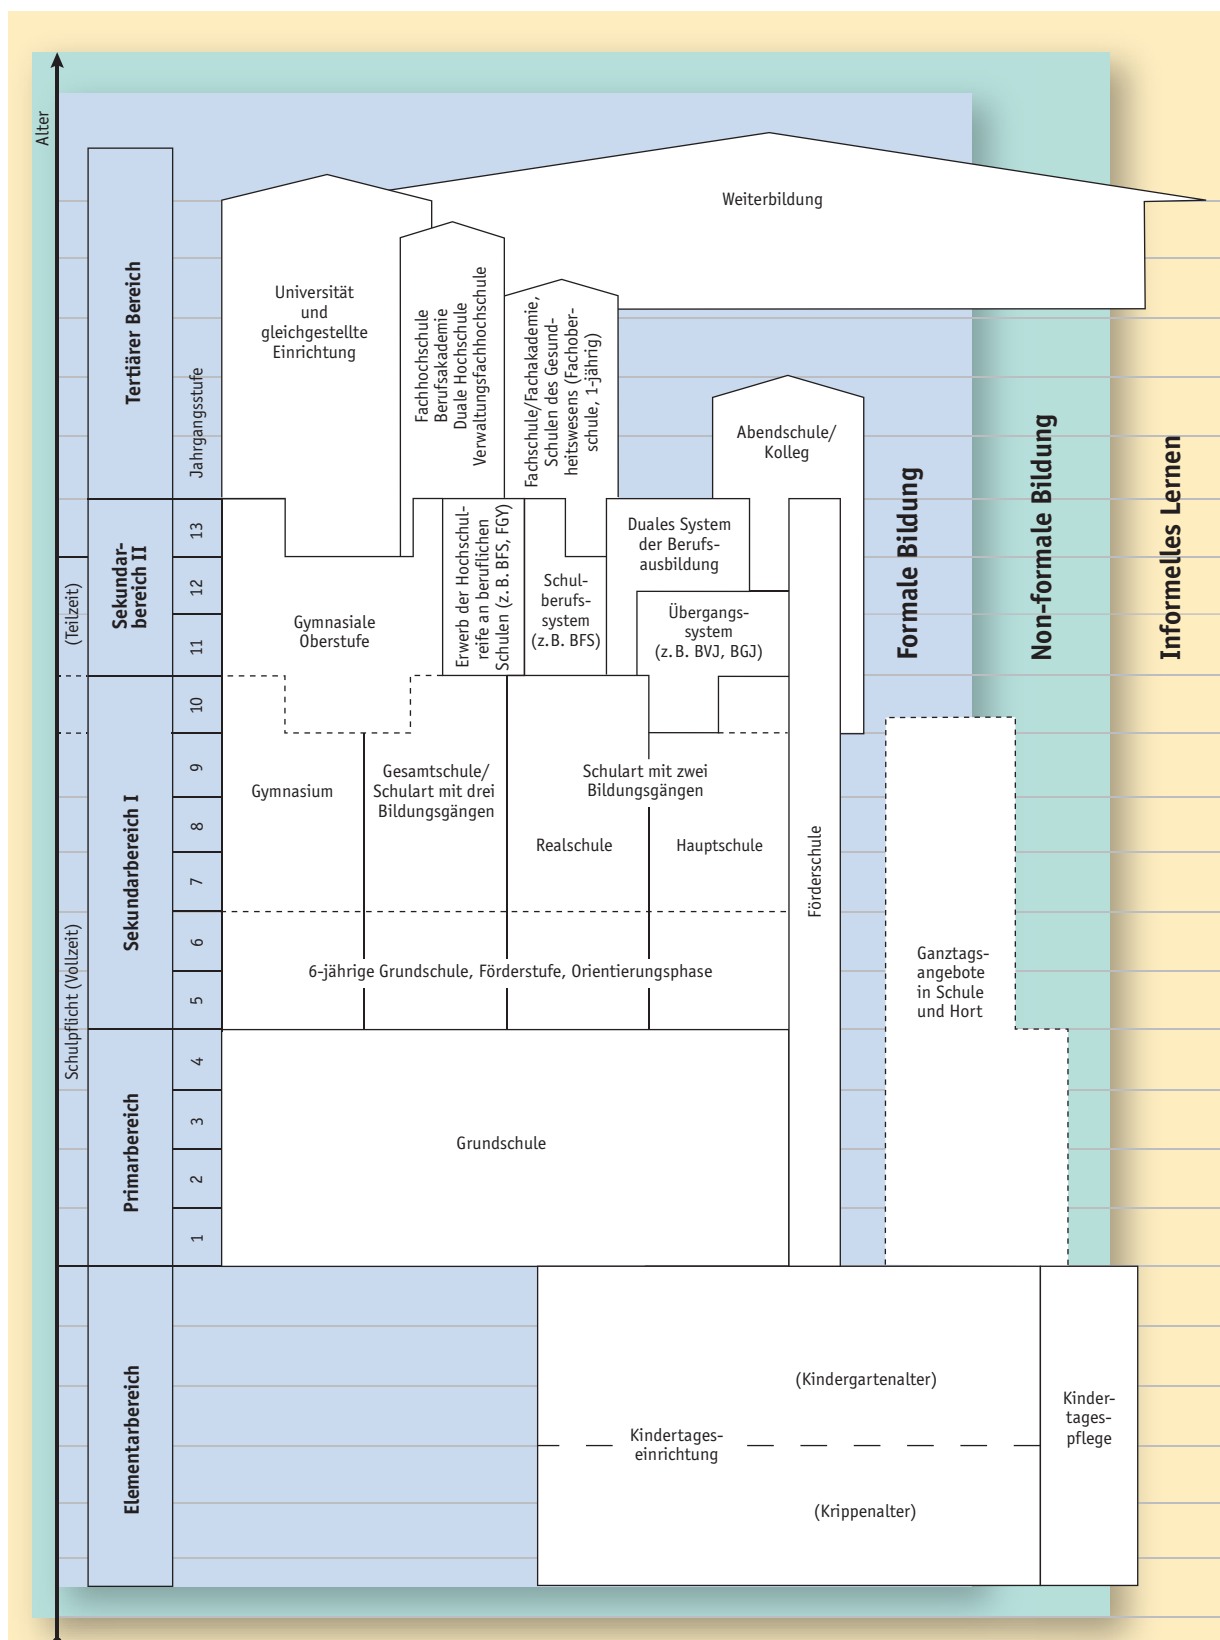 Alter
Weiterbildung
Tertiärer Bereich
Jahrgangsstufe
Universität
und
gleichgestellte
Einrichtung
Fachhochschule
Berufsakademie
Duale Hochschule
Verwaltungsfachhochschule
Fachschule/Fachakademie,
Schulen des Gesund-
heitswesens (Fachober-
schule, 1-jährig)
Abendschule/
Kolleg
Formale Bildung
Non-formale Bildung
Informelles Lernen
(Teilzeit)
Sekundar-
bereich II
13
12
11
Gymnasiale
Oberstufe
Erwerb der Hochschul-
reife an beruflichen
Schulen (z. B. BFS, FGY)
Schul-
berufs-
system
(z. B. BFS)
Duales System
der Berufs-
ausbildung
Übergangs-
system
(z. B. BVJ, BGJ)
Schulpflicht (Vollzeit)
Sekundarbereich I
10
9
8
7
6
5
Gymnasium
Gesamtschule/
Schulart mit drei
Bildungsgängen
Schulart mit zwei
Bildungsgängen
Realschule
Hauptschule
Förderschule
6-jährige Grundschule, Förderstufe, Orientierungsphase
Ganztags-
angebote
in Schule
und Hort
Primarbereich
4
3
2
1
Grundschule
Elementarbereich
(Kindergartenalter)
Kindertages-
einrichtung
(Krippenalter)
Kinder-
tages-
pflege